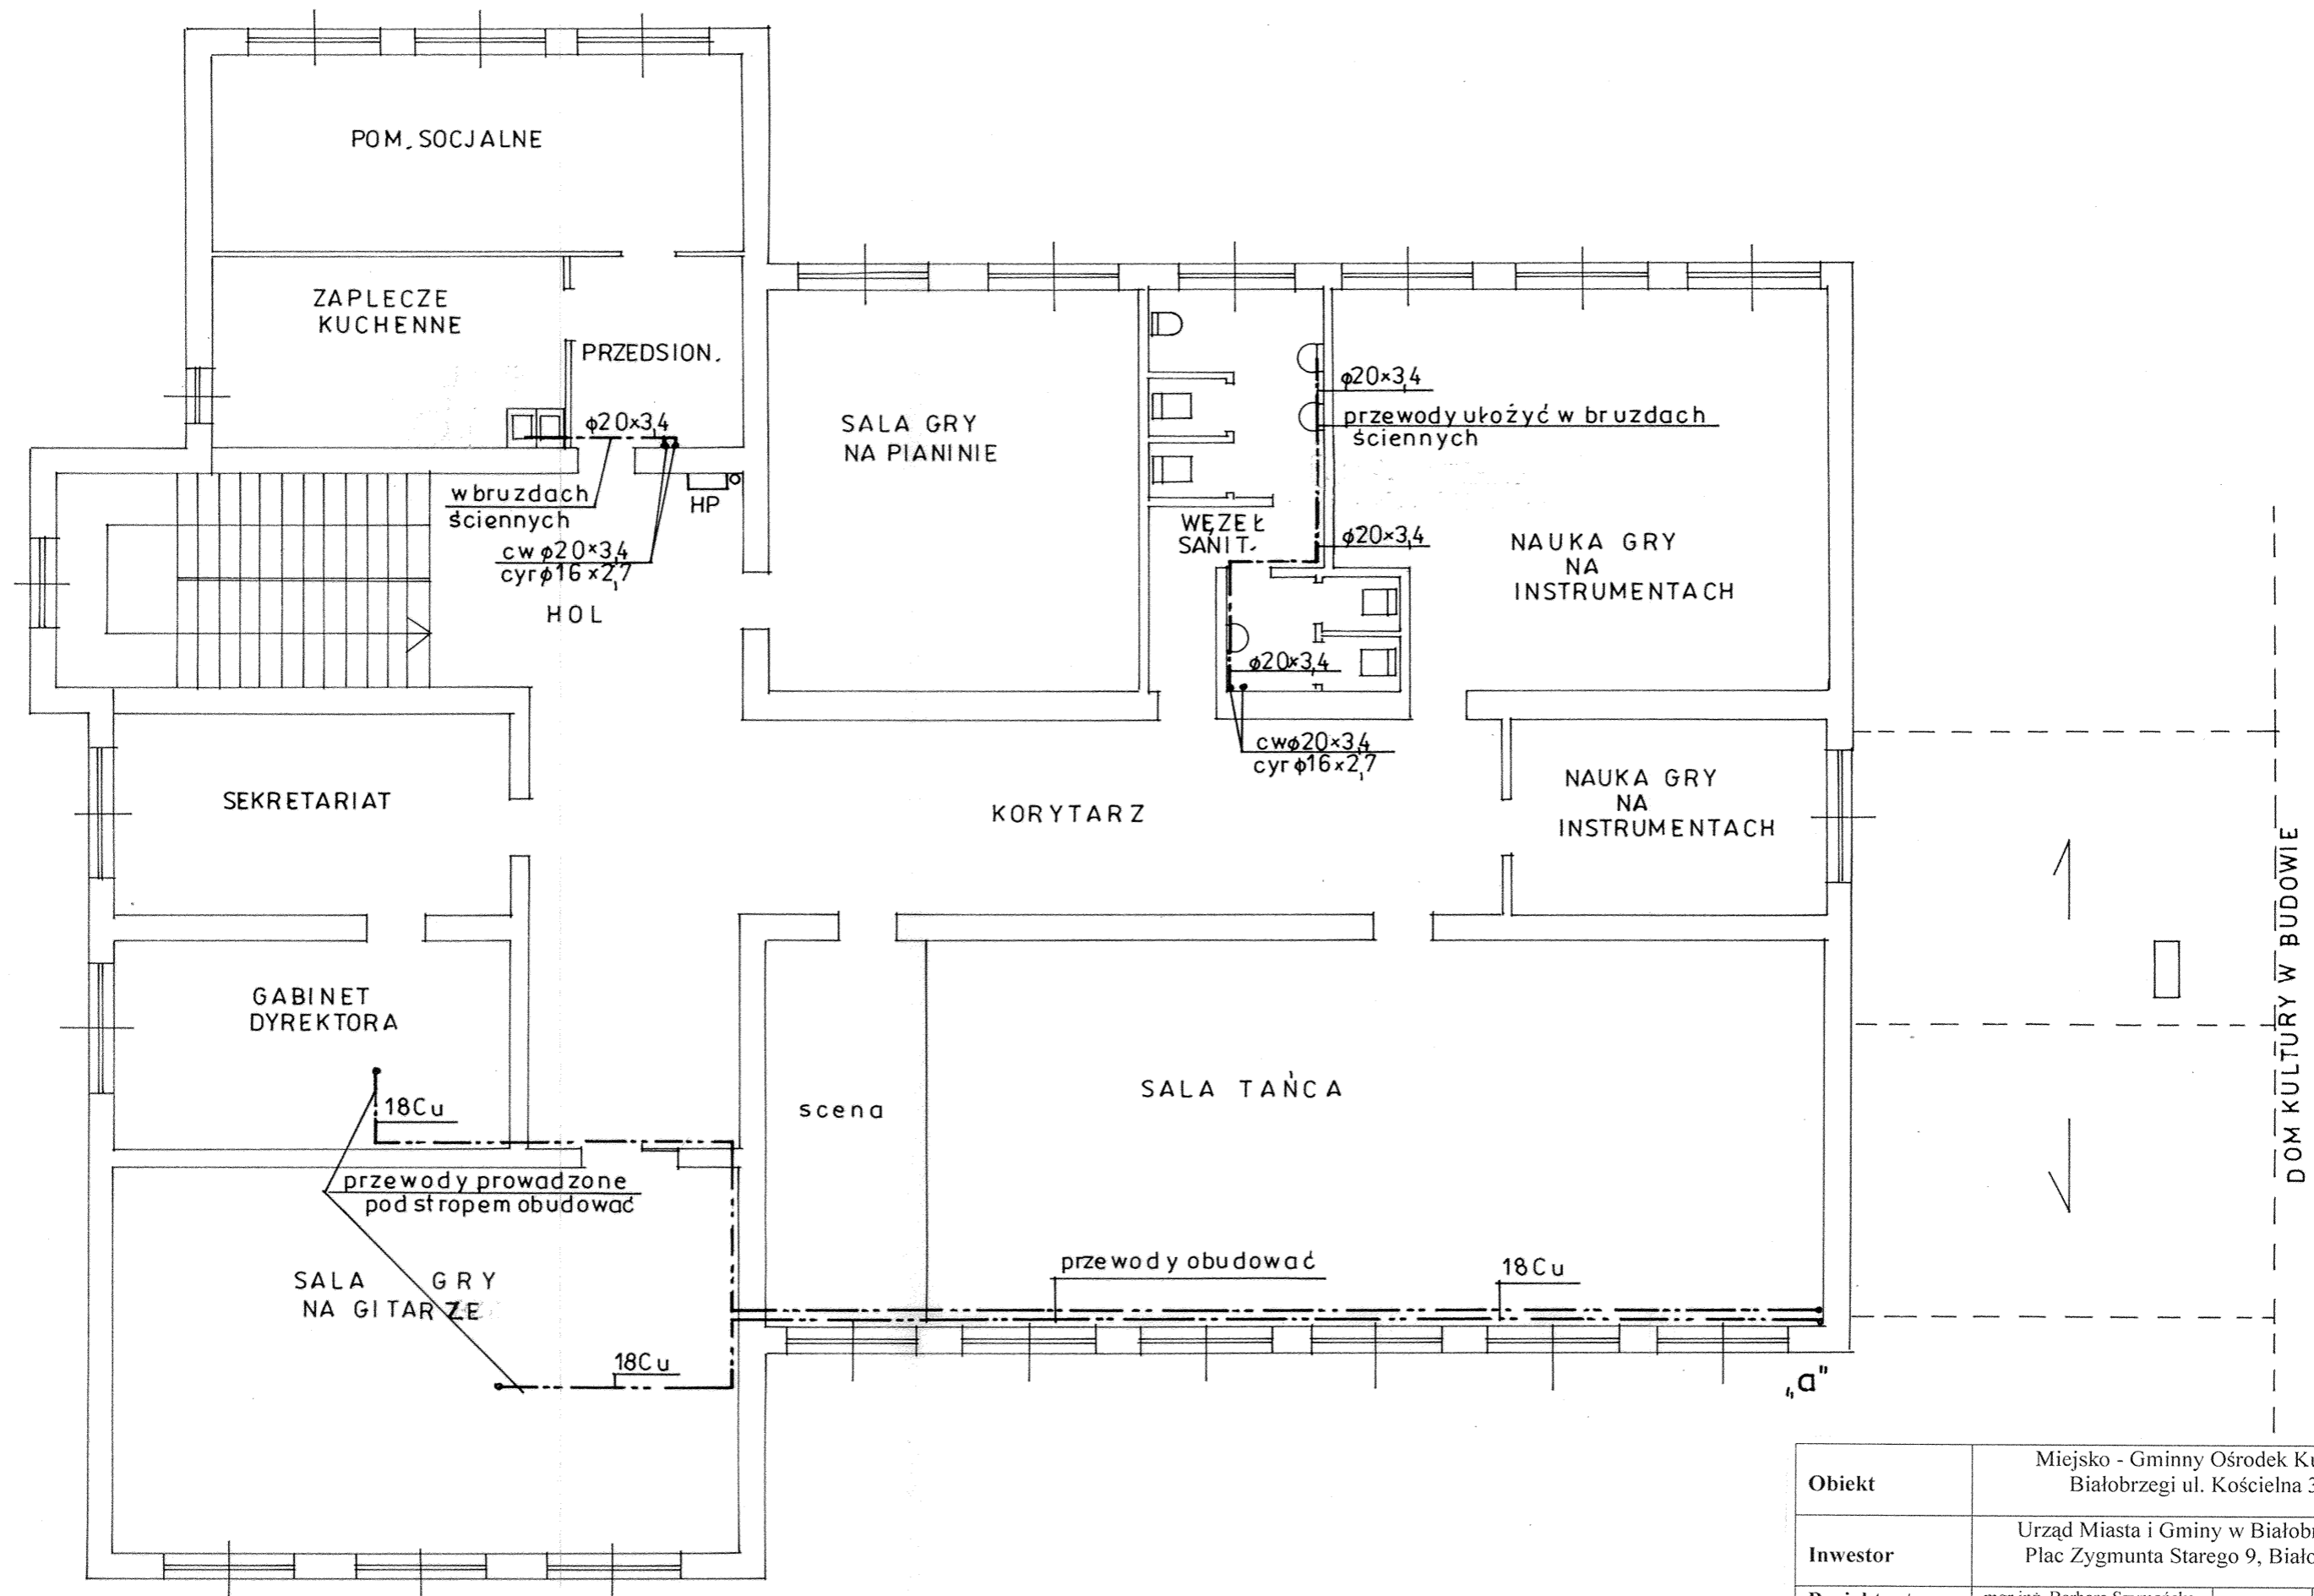 POM. SOCJALNE
ZAPLECZE
KUCHENNE
PRZEDSION.
ϕ20×3,4
w bruzdach
ściennych
HP
cw ϕ20×3,4
cyr ϕ16×2,7
HOL
SALA GRY
NA PIANINIE
ϕ20×3,4
przewody ułożyć w bruzdach
ściennych
WĘZEŁ
SANIT.
ϕ20×3,4
NAUKA GRY
NA
INSTRUMENTACH
ϕ20×3,4
cwϕ20×3,4
cyr ϕ16×2,7
SEKRETARIAT
KORYTARZ
NAUKA GRY
NA
INSTRUMENTACH
DOM KULTURY W BUDOWIE
GABINET
DYREKTORA
18Cu
scena
SALA TAŃCA
przewody prowadzone
pod stropem obudować
SALA GRY
NA GITARZE
przewody obudować
18Cu
18Cu
„a"
Obiekt
Miejsko - Gminny Ośrodek Ku
Białobrzegi ul. Kościelna 3
Inwestor
Urząd Miasta i Gminy w Białobr
Plac Zygmunta Starego 9, Biało